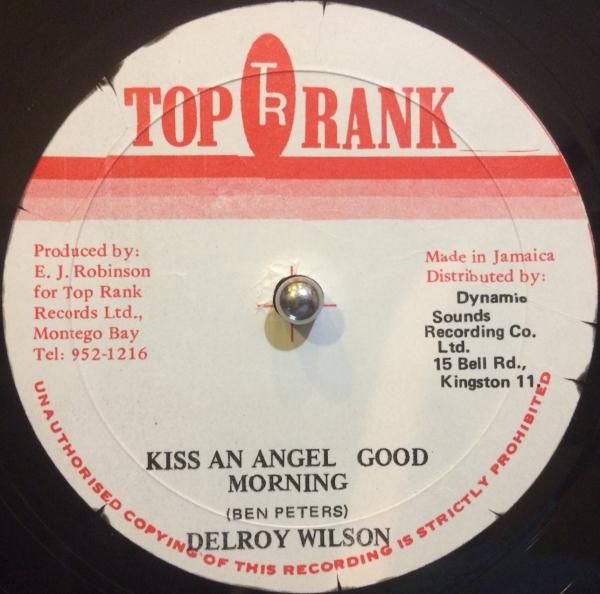 TOP TR RANK
Produced by:
E. J. Robinson
for Top Rank
Records Ltd.,
Montego Bay
Tel: 952-1216
Made in Jamaica
Distributed by:
Dynamic
Sounds
Recording Co.
Ltd.
15 Bell Rd.,
Kingston 11.
KISS AN ANGEL GOOD
MORNING
(BEN PETERS)
DELROY WILSON
UNAUTHORISED COPYING OF THIS RECORDING IS STRICTLY PROHIBITED